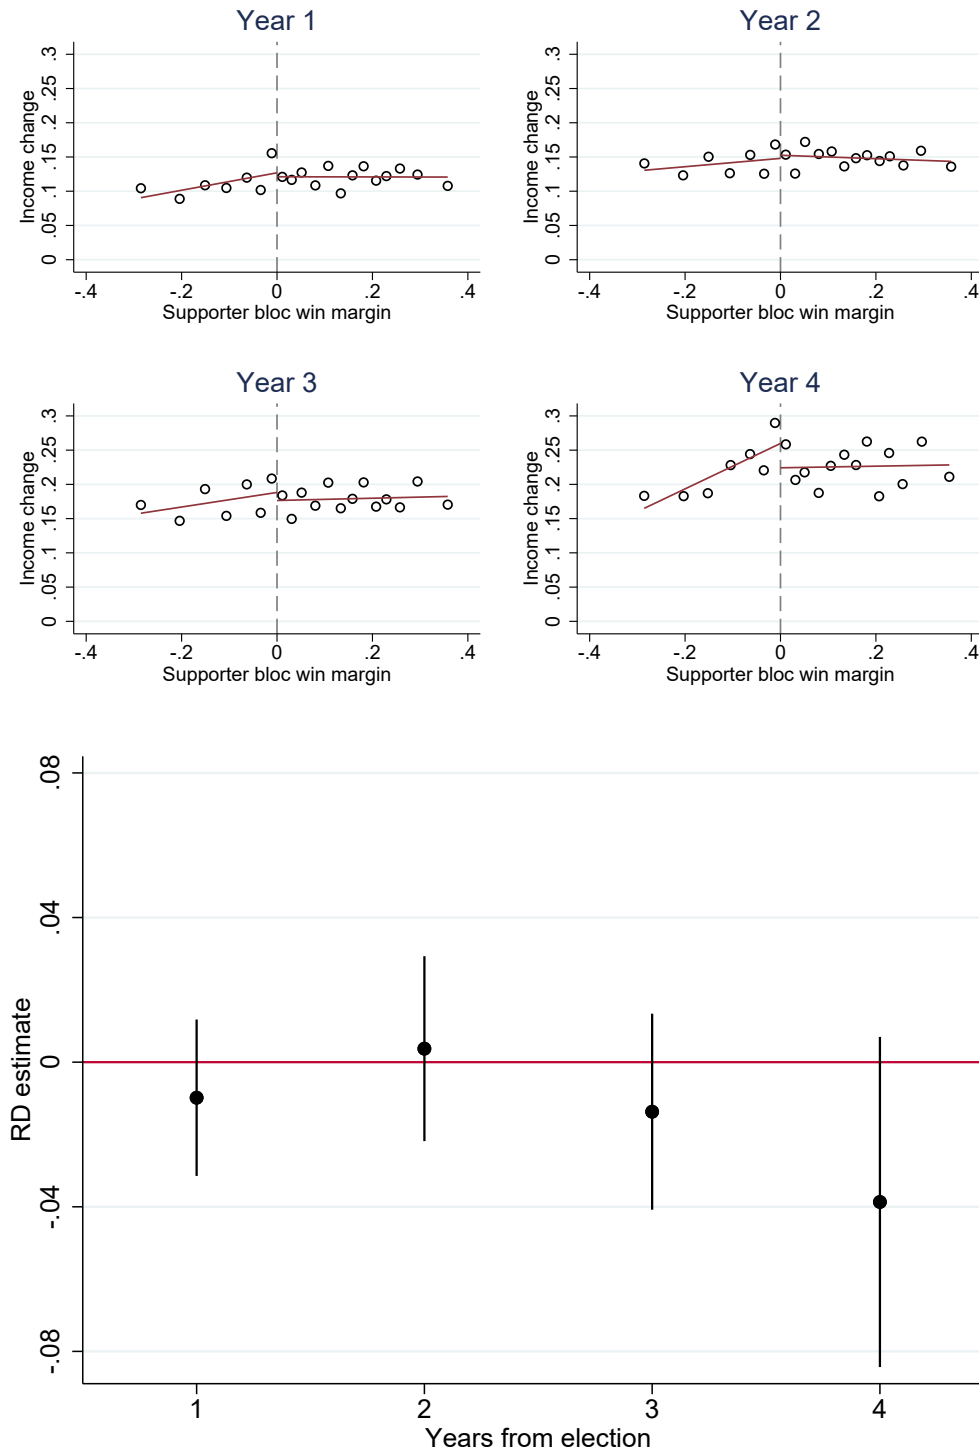 Year 1
Income change
.3
.25
.2
.15
.1
.05
0
-.4 -.2 0 .2 .4
Supporter bloc win margin
Year 2
Income change
.3
.25
.2
.15
.1
.05
0
-.4 -.2 0 .2 .4
Supporter bloc win margin
Year 3
Income change
.3
.25
.2
.15
.1
.05
0
-.4 -.2 0 .2 .4
Supporter bloc win margin
Year 4
Income change
.3
.25
.2
.15
.1
.05
0
-.4 -.2 0 .2 .4
Supporter bloc win margin
RD estimate
.08
.04
0
-.04
-.08
1 2 3 4
Years from election